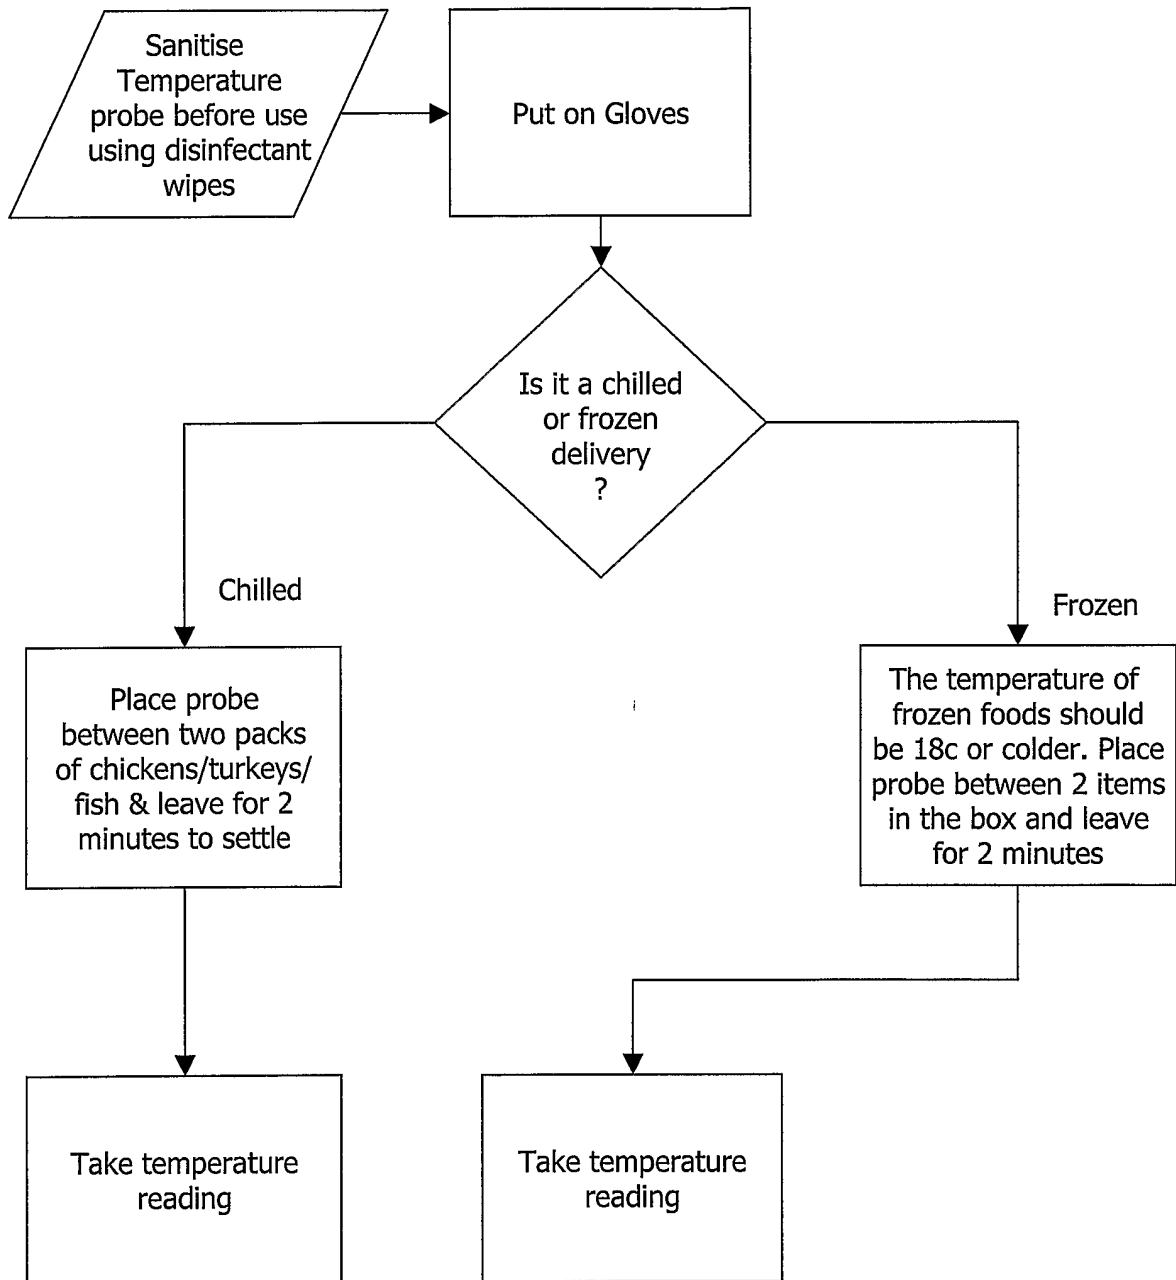 Sanitise
Temperature
probe before use
using disinfectant
wipes
Put on Gloves
Is it a chilled
or frozen
delivery
?
Chilled
Frozen
Place probe
between two packs
of chickens/turkeys/
fish & leave for 2
minutes to settle
The temperature of
frozen foods should
be 18c or colder. Place
probe between 2 items
in the box and leave
for 2 minutes
Take temperature
reading
Take temperature
reading